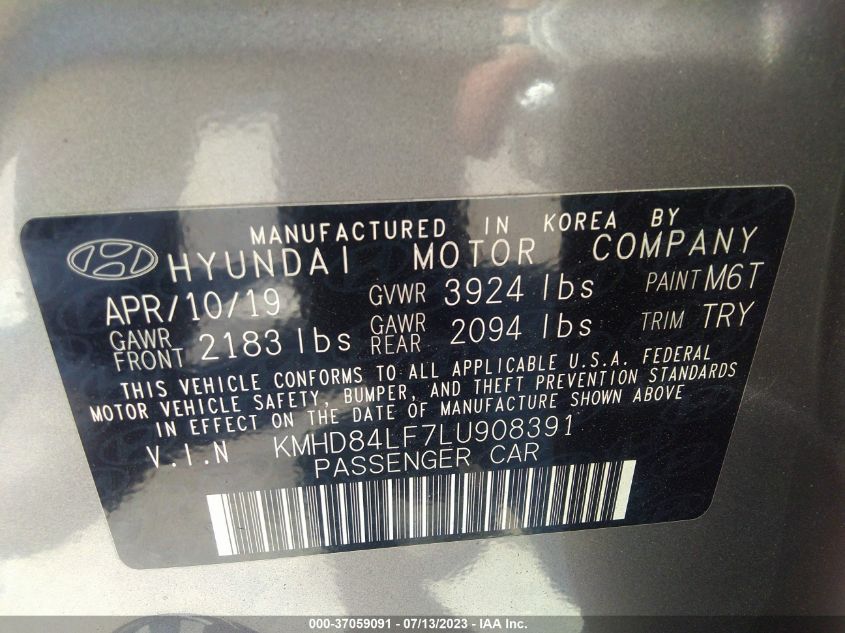 MANUFACTURED IN KOREA BY
HYUNDAI MOTOR COMPANY
APR/10/19 GVWR 3924 lbs PAINT M6T
GAWR FRONT 2183 lbs GAWR REAR 2094 lbs TRIM TRY
THIS VEHICLE CONFORMS TO ALL APPLICABLE U.S.A. FEDERAL
MOTOR VEHICLE SAFETY, BUMPER, AND THEFT PREVENTION STANDARDS
IN EFFECT ON THE DATE OF MANUFACTURE SHOWN ABOVE
V.I.N KMHD84LF7LU908391
PASSENGER CAR
000-37059091 - 07/13/2023 - IAA Inc.